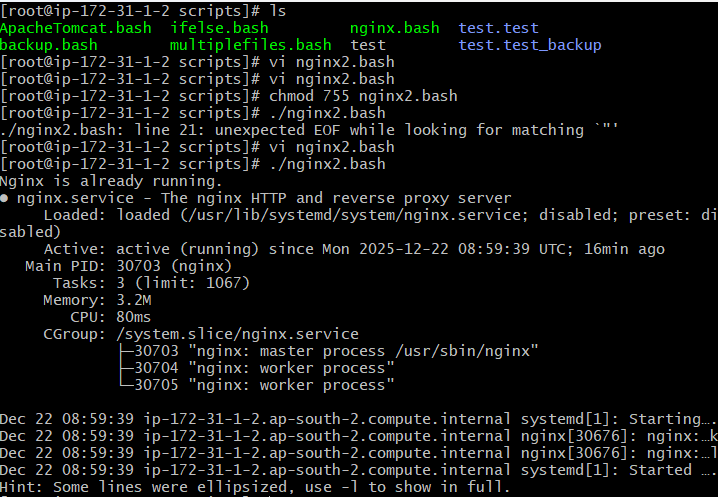 [root@ip-172-31-1-2 scripts]# ls
ApacheTomcat.bash  ifelse.bash         nginx.bash  test.test
backup.bash        multiplefiles.bash  test        test.test_backup
[root@ip-172-31-1-2 scripts]# vi nginx2.bash
[root@ip-172-31-1-2 scripts]# vi nginx2.bash
[root@ip-172-31-1-2 scripts]# chmod 755 nginx2.bash
[root@ip-172-31-1-2 scripts]# ./nginx2.bash
./nginx2.bash: line 21: unexpected EOF while looking for matching `"'
[root@ip-172-31-1-2 scripts]# vi nginx2.bash
[root@ip-172-31-1-2 scripts]# ./nginx2.bash
Nginx is already running.
● nginx.service - The nginx HTTP and reverse proxy server
     Loaded: loaded (/usr/lib/systemd/system/nginx.service; disabled; preset: di
sabled)
     Active: active (running) since Mon 2025-12-22 08:59:39 UTC; 16min ago
   Main PID: 30703 (nginx)
      Tasks: 3 (limit: 1067)
     Memory: 3.2M
        CPU: 80ms
     CGroup: /system.slice/nginx.service
             ├─30703 "nginx: master process /usr/sbin/nginx"
             ├─30704 "nginx: worker process"
             └─30705 "nginx: worker process"
Dec 22 08:59:39 ip-172-31-1-2.ap-south-2.compute.internal systemd[1]: Starting….
Dec 22 08:59:39 ip-172-31-1-2.ap-south-2.compute.internal nginx[30676]: nginx:…k
Dec 22 08:59:39 ip-172-31-1-2.ap-south-2.compute.internal nginx[30676]: nginx:…l
Dec 22 08:59:39 ip-172-31-1-2.ap-south-2.compute.internal systemd[1]: Started ….
Hint: Some lines were ellipsized, use -l to show in full.